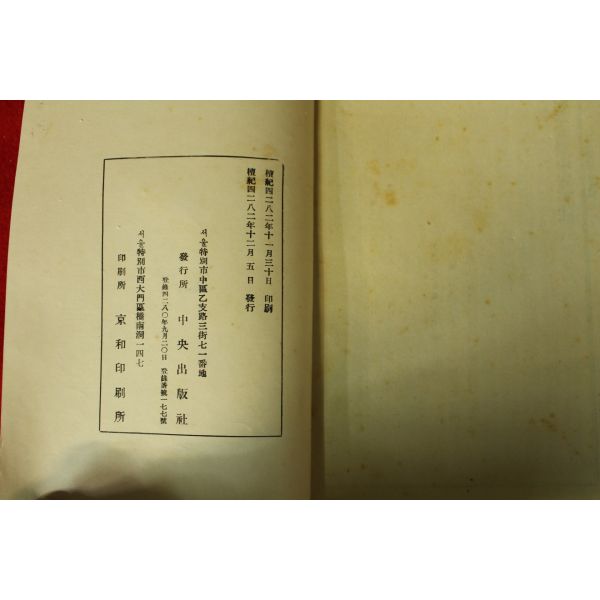 檀紀四二八二年十一月三十日 印刷
檀紀四二八二年十二月 五 日 發行
서울特別市中區乙支路三街七一番地
發行所 中央出版社
登錄四二八〇年九月二〇日 登錄番號一七七號
서울特別市西大門區橋南洞一四七
印刷所 京和印刷所